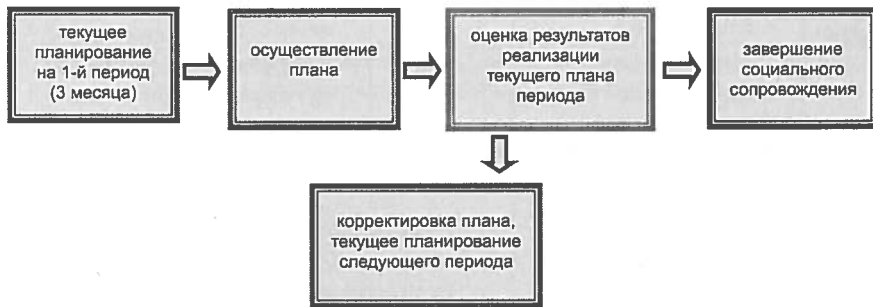 текущее
планирование
на 1-й период
(3 месяца)
осуществление
плана
оценка результатов
реализации
текущего плана
периода
завершение
социального
сопровождения
корректировка плана,
текущее планирование
следующего периода